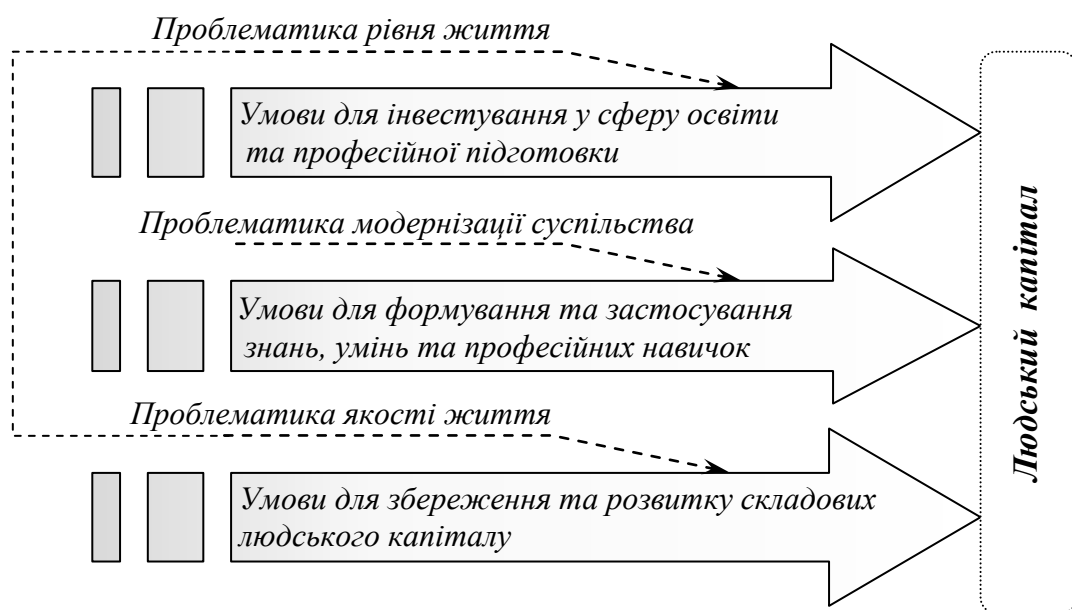 Проблематика рівня життя
Умови для інвестування у сферу освіти
та професійної підготовки
Проблематика модернізації суспільства
Умови для формування та застосування
знань, умінь та професійних навичок
Проблематика якості життя
Умови для збереження та розвитку складових
людського капіталу
Людський капітал